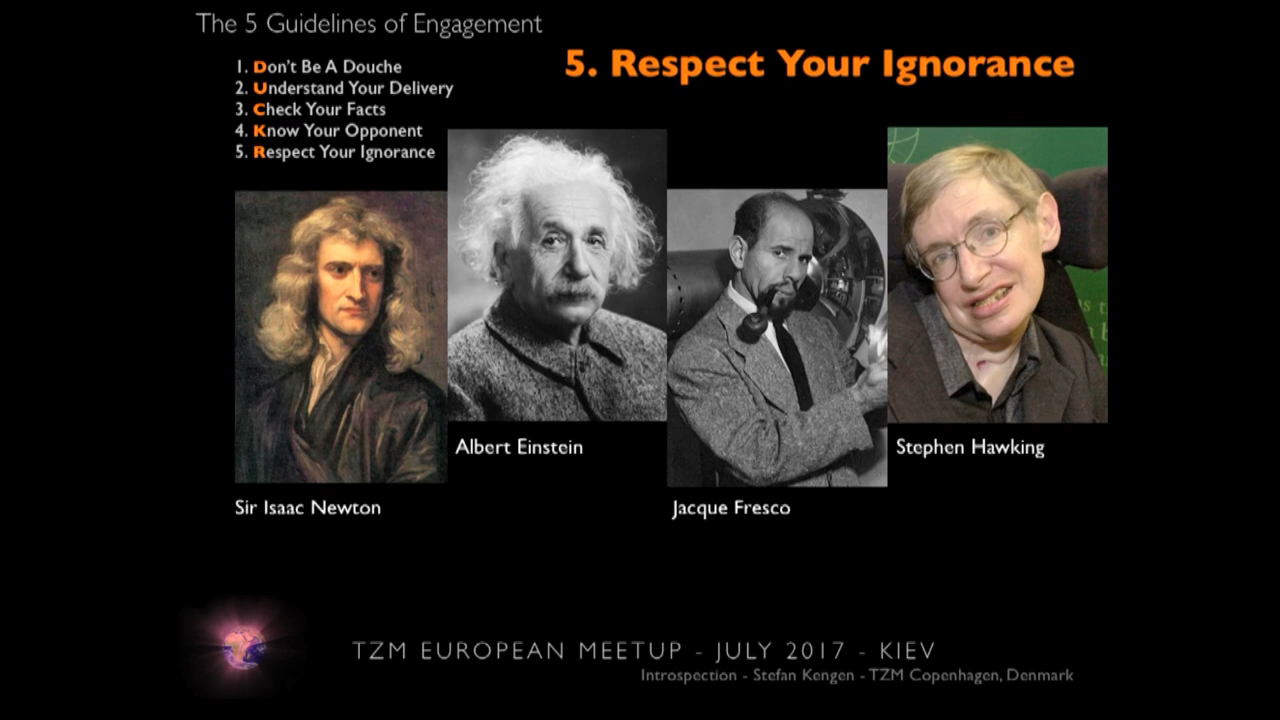 The 5 Guidelines of Engagement
5. Respect Your Ignorance
1. Don't Be A Douche
2. Understand Your Delivery
3. Check Your Facts
4. Know Your Opponent
5. Respect Your Ignorance
Albert Einstein
Stephen Hawking
Sir Isaac Newton
Jacque Fresco
TZM EUROPEAN MEETUP - JULY 2017 - KIEV
Introspection - Stefan Kengen - TZM Copenhagen, Denmark